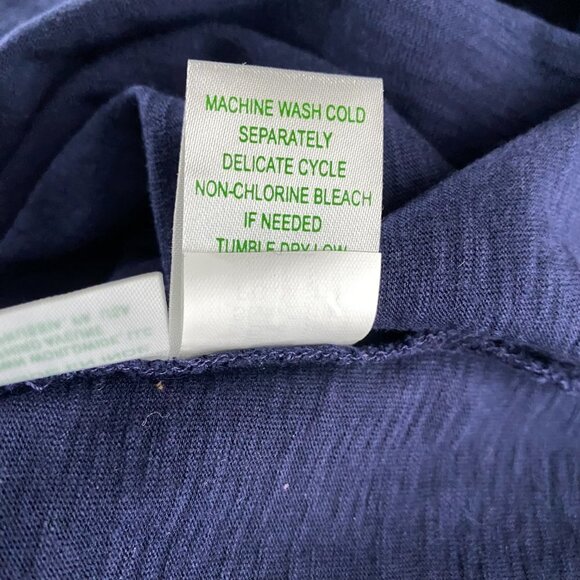 MACHINE WASH COLD
SEPARATELY
DELICATE CYCLE
NON-CHLORINE BLEACH
IF NEEDED
TUMBLE DRY LOW